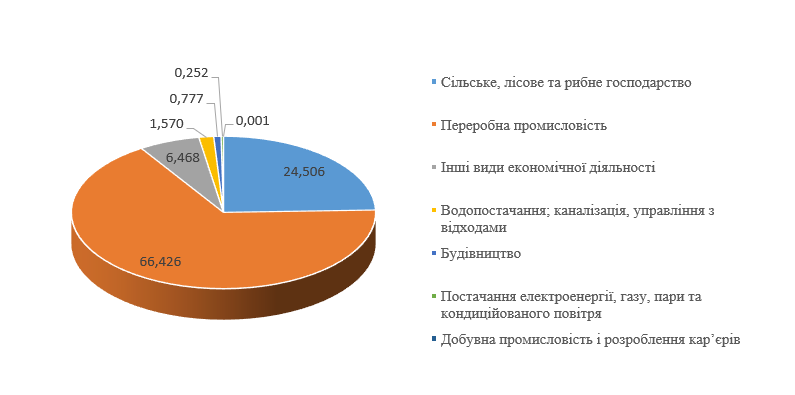 0,252
0,777
1,570
0,001
6,468
24,506
66,426
Сільське, лісове та рибне господарство
Переробна промисловість
Інші види економічної діяльності
Водопостачання; каналізація, управління з
відходами
Будівництво
Постачання електроенергії, газу, пари та
кондиційованого повітря
Добувна промисловість і розроблення кар’єрів